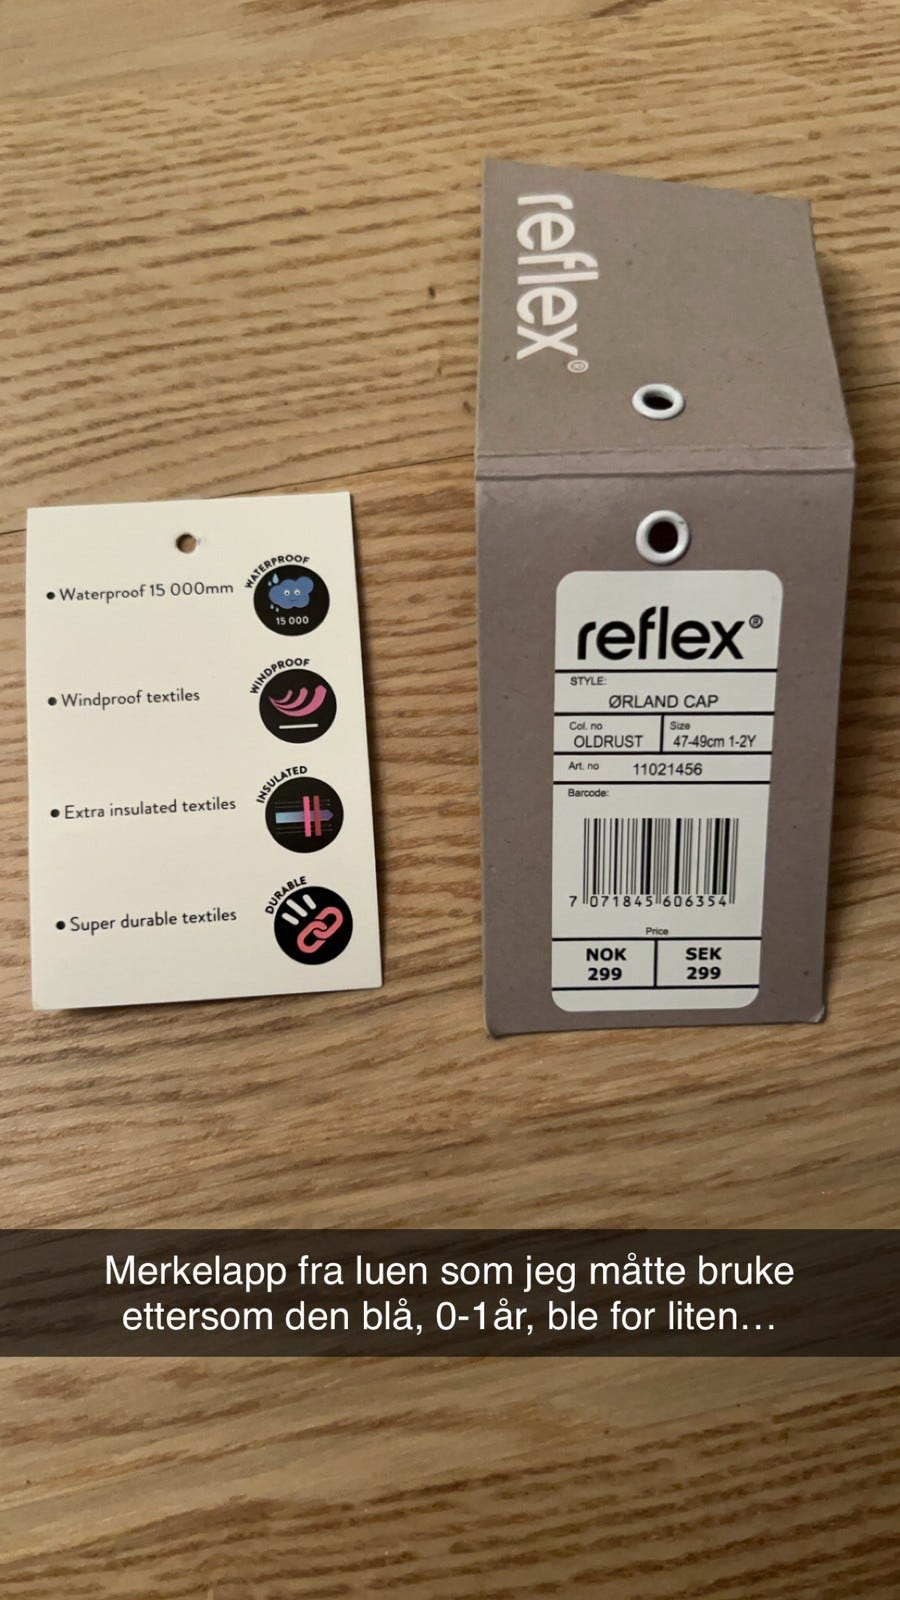 reflex®
• Waterproof 15 000mm
WATERPROOF
15 000
• Windproof textiles
WINDPROOF
• Extra insulated textiles
INSULATED
• Super durable textiles
DURABLE
reflex®
STYLE:
ØRLAND CAP
Col. no Size
OLDRUST 47-49cm 1-2Y
Art. no 11021456
Barcode:
7 071845 606354
Price
NOK SEK
299 299
Merkelapp fra luen som jeg måtte bruke
ettersom den blå, 0-1år, ble for liten...